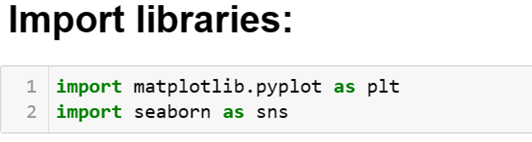 Import libraries:
1 import matplotlib.pyplot as plt
2 import seaborn as sns